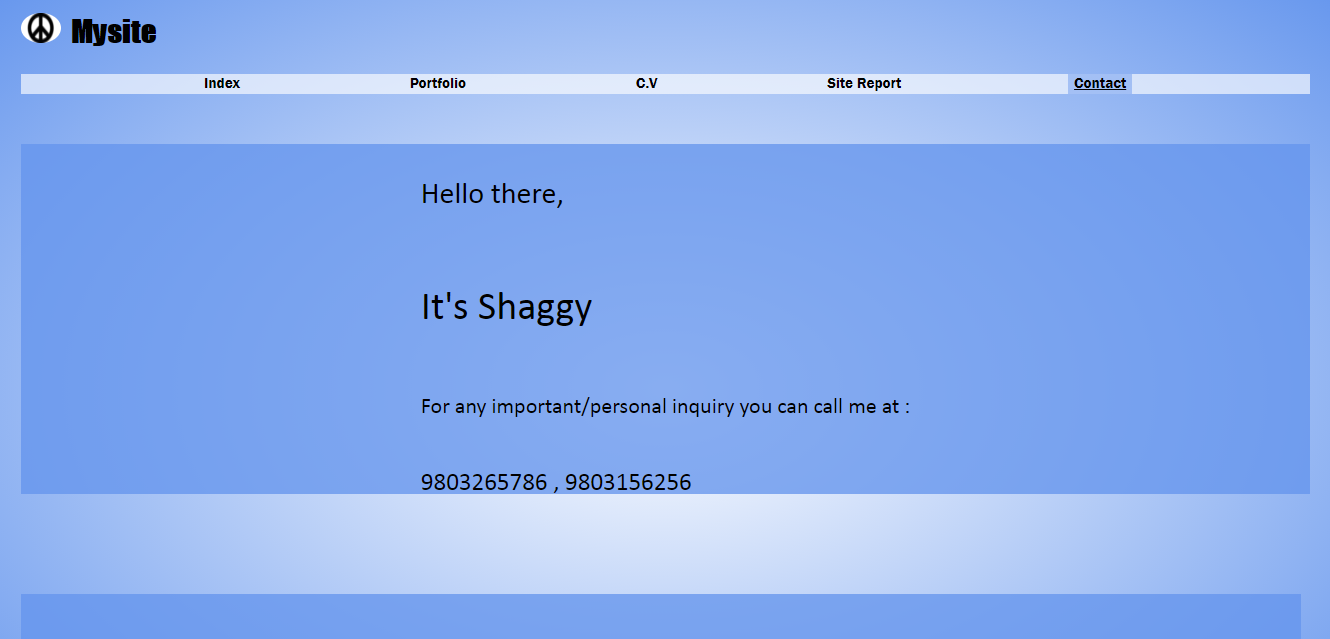 Mysite
Index Portfolio C.V Site Report Contact
Hello there,
It's Shaggy
For any important/personal inquiry you can call me at :
9803265786 , 9803156256